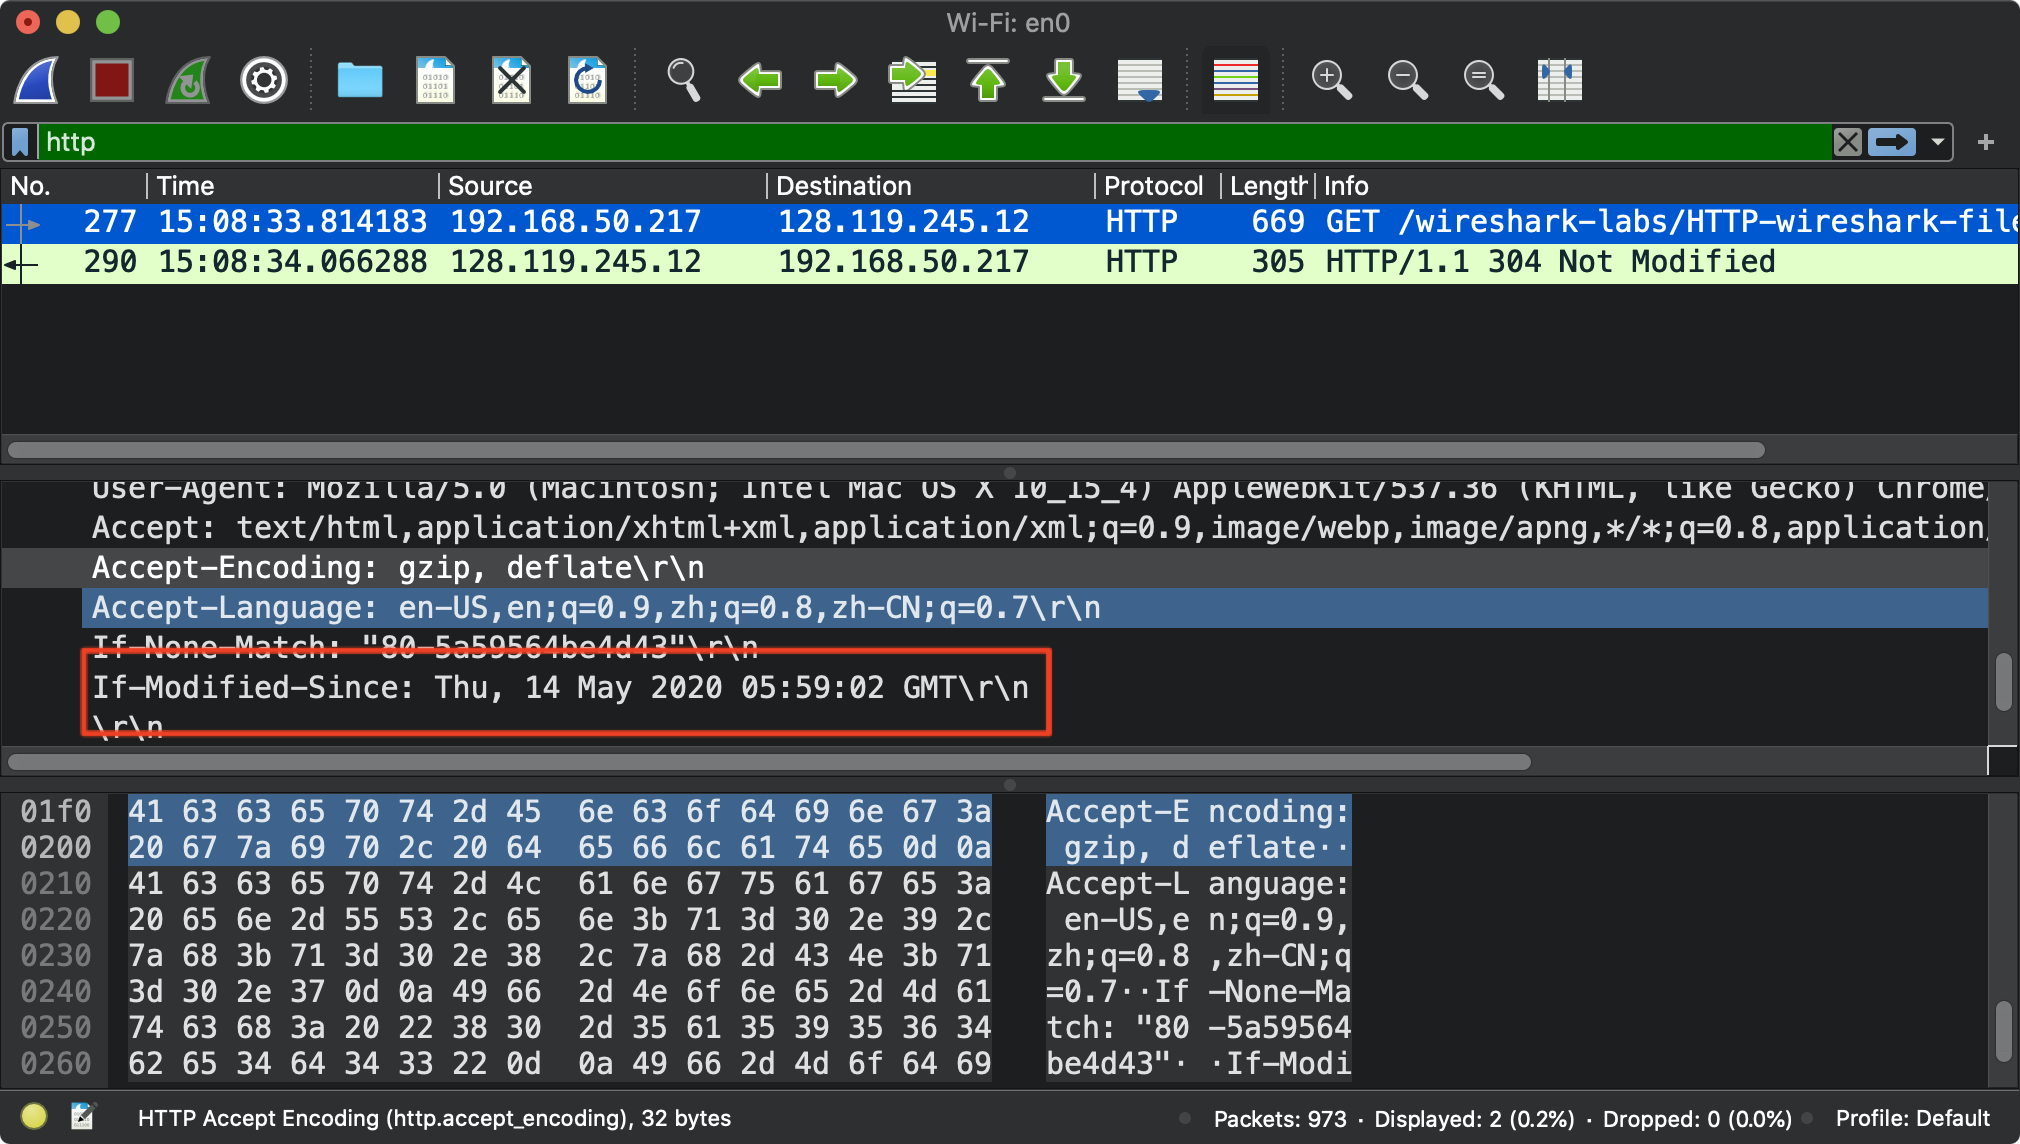 Wi-Fi: en0
http
No. Time Source Destination Protocol Length Info
277 15:08:33.814183 192.168.50.217 128.119.245.12 HTTP 669 GET /wireshark-labs/HTTP-wireshark-file
290 15:08:34.066288 128.119.245.12 192.168.50.217 HTTP 305 HTTP/1.1 304 Not Modified
User-Agent: Mozilla/5.0 (Macintosh; Intel Mac OS X 10_15_4) AppleWebKit/537.36 (KHTML, like Gecko) Chrome/
Accept: text/html,application/xhtml+xml,application/xml;q=0.9,image/webp,image/apng,*/*;q=0.8,application/
Accept-Encoding: gzip, deflate\r\n
Accept-Language: en-US,en;q=0.9,zh;q=0.8,zh-CN;q=0.7\r\n
If-None-Match: "80-5a59564be4d43"\r\n
If-Modified-Since: Thu, 14 May 2020 05:59:02 GMT\r\n
\r\n
01f0 41 63 63 65 70 74 2d 45 6e 63 6f 64 69 6e 67 3a Accept-E ncoding:
0200 20 67 7a 69 70 2c 20 64 65 66 6c 61 74 65 0d 0a gzip, d eflate··
0210 41 63 63 65 70 74 2d 4c 61 6e 67 75 61 67 65 3a Accept-L anguage:
0220 20 65 6e 2d 55 53 2c 65 6e 3b 71 3d 30 2e 39 2c en-US,e n;q=0.9,
0230 7a 68 3b 71 3d 30 2e 38 2c 7a 68 2d 43 4e 3b 71 zh;q=0.8 ,zh-CN;q
0240 3d 30 2e 37 0d 0a 49 66 2d 4e 6f 6e 65 2d 4d 61 =0.7··If -None-Ma
0250 74 63 68 3a 20 22 38 30 2d 35 61 35 39 35 36 34 tch: "80 -5a59564
0260 62 65 34 64 34 33 22 0d 0a 49 66 2d 4d 6f 64 69 be4d43"· ·If-Modi
HTTP Accept Encoding (http.accept_encoding), 32 bytes Packets: 973 · Displayed: 2 (0.2%) · Dropped: 0 (0.0%) Profile: Default